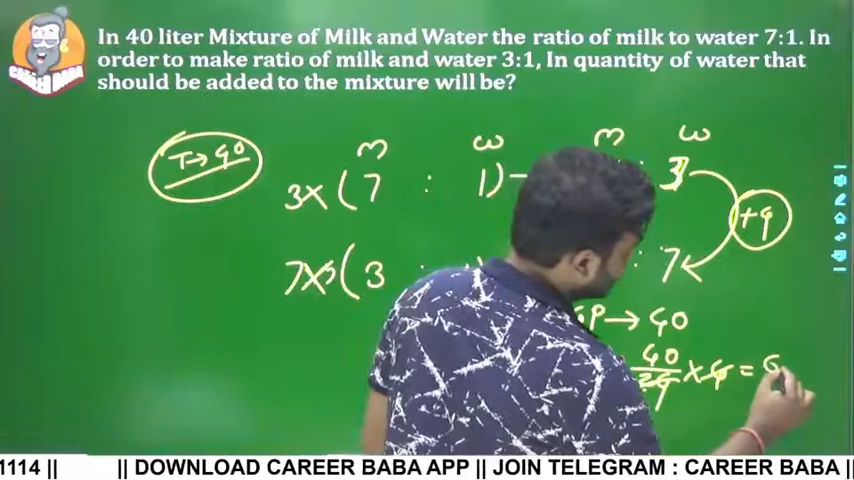 In 40 liter Mixture of Milk and Water the ratio of milk to water 7:1. In
order to make ratio of milk and water 3:1, In quantity of water that
should be added to the mixture will be?
CAREER BABA
T→40
m w m w
3×(7 : 1) : 3
+4
7×(3 : : 7
→ 40
40 × 4 =
1114 || || DOWNLOAD CAREER BABA APP || JOIN TELEGRAM : CAREER BABA ||